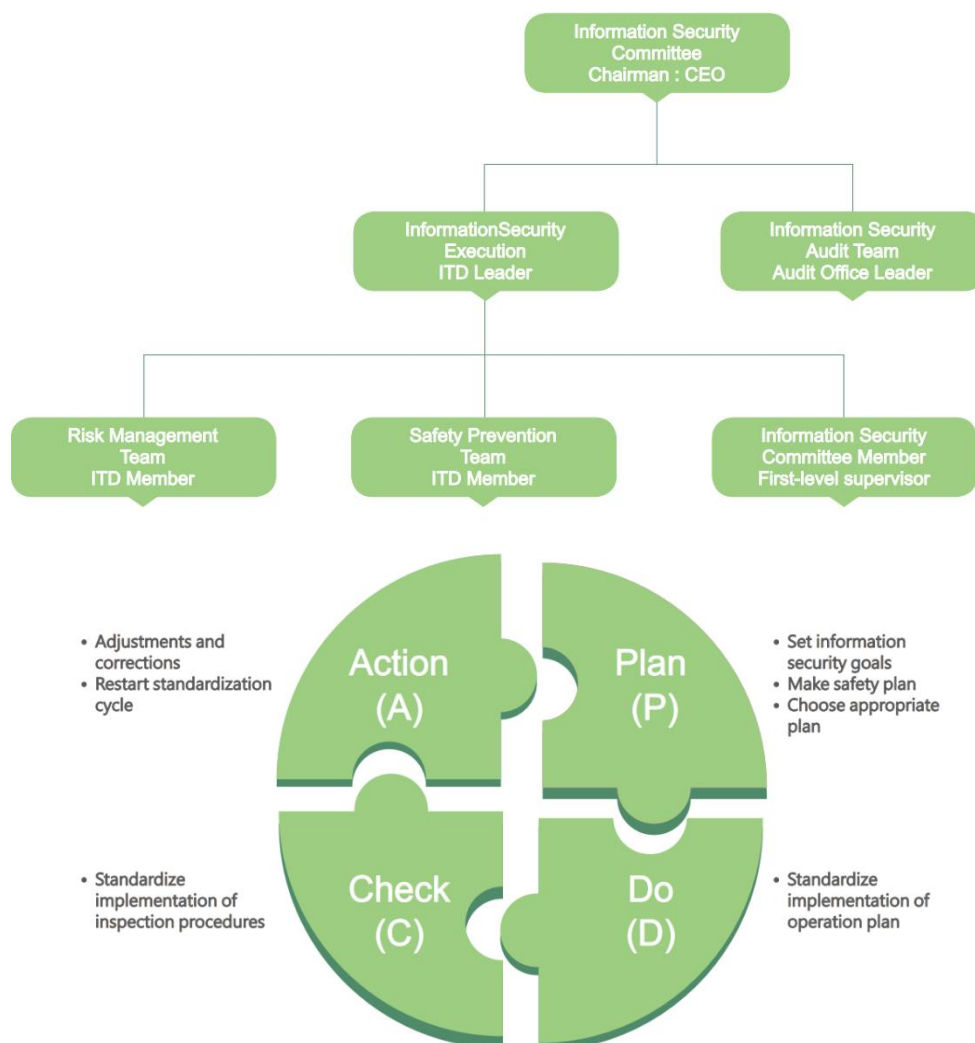 Information Security
Committee
Chairman : CEO
InformationSecurity
Execution
ITD Leader
Information Security
Audit Team
Audit Office Leader
Risk Management
Team
ITD Member
Safety Prevention
Team
ITD Member
Information Security
Committee Member
First-level supervisor
• Adjustments and
corrections
• Restart standardization
cycle
Action
(A)
Plan
(P)
• Set information
security goals
• Make safety plan
• Choose appropriate
plan
• Standardize
implementation of
inspection procedures
Check
(C)
Do
(D)
• Standardize
implementation of
operation plan